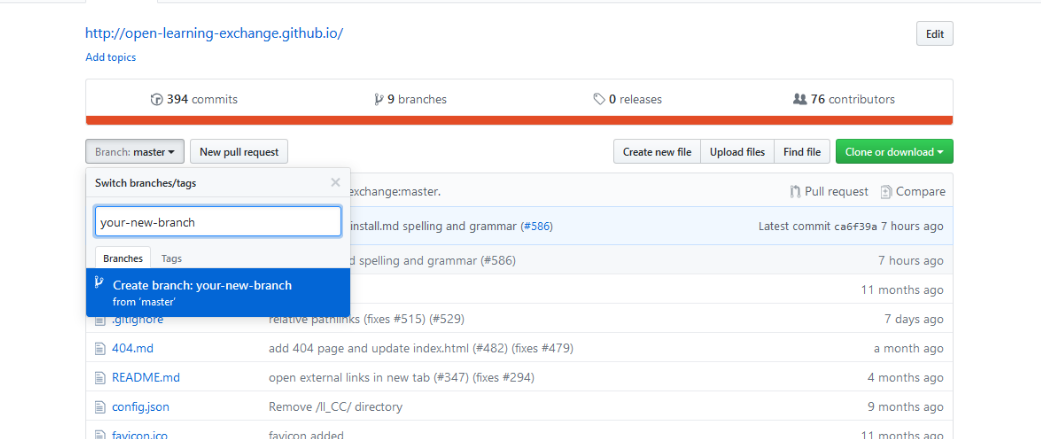 http://open-learning-exchange.github.io/
Edit
Add topics
394 commits
9 branches
0 releases
76 contributors
Branch: master
New pull request
Create new file
Upload files
Find file
Clone or download
Switch branches/tags
exchange:master.
Pull request
Compare
your-new-branch
install.md spelling and grammar (#586)
Latest commit ca6f39a 7 hours ago
Branches
Tags
spelling and grammar (#586)
7 hours ago
Create branch: your-new-branch
from 'master'
11 months ago
.gitignore
relative pathlinks (fixes #515) (#529)
7 days ago
404.md
add 404 page and update index.html (#482) (fixes #479)
a month ago
README.md
open external links in new tab (#347) (fixes #294)
4 months ago
config.json
Remove /ll_CC/ directory
9 months ago
favicon.ico
favicon added
11 months ago